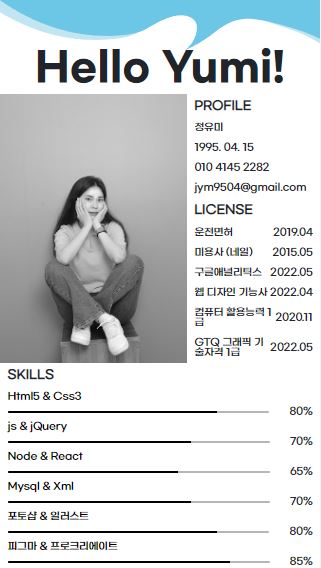 Hello Yumi!
PROFILE
정유미
1995. 04. 15
010 4145 2282
jym9504@gmail.com
LICENSE
운전면허 2019.04
미용사 (네일) 2015.05
구글애널리틱스 2022.05
웹 디자인 기능사 2022.04
컴퓨터 활용능력 1
급 2020.11
GTQ 그래픽 기
술자격 1급 2022.05
SKILLS
Html5 & Css3
80%
js & jQuery
70%
Node & React
65%
Mysql & Xml
70%
포토샵 & 일러스트
80%
피그마 & 프로크리에이트
85%